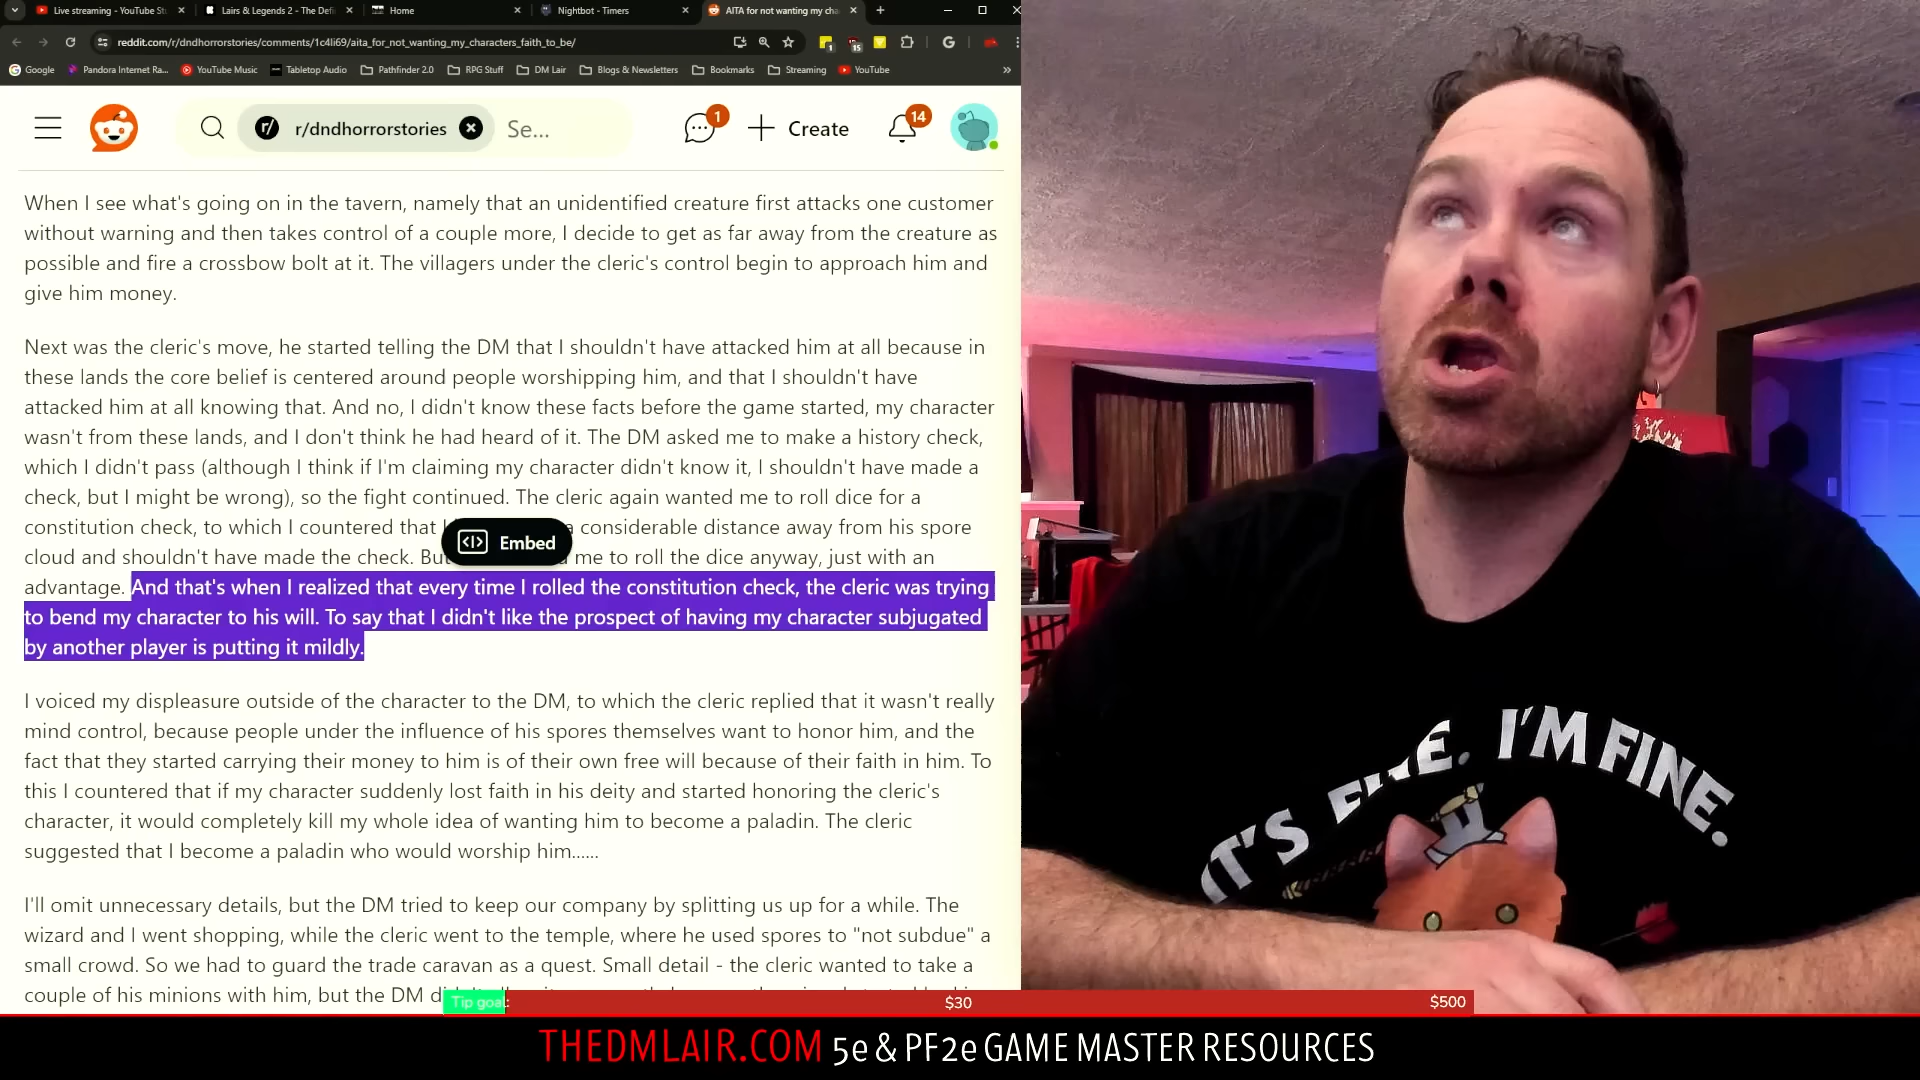 Live streaming - YouTube St
Lairs & Legends 2 - The Defi
Home
Nightbot - Timers
AITA for not wanting my cha
reddit.com/r/dndhorrorstories/comments/1c4li69/aita_for_not_wanting_my_characters_faith_to_be/
1
15
Google
Pandora Internet Ra...
YouTube Music
Tabletop Audio
Pathfinder 2.0
RPG Stuff
DM Lair
Blogs & Newsletters
Bookmarks
Streaming
YouTube
»
r/
r/dndhorrorstories
Se...
1
Create
14
When I see what's going on in the tavern, namely that an unidentified creature first attacks one customer
without warning and then takes control of a couple more, I decide to get as far away from the creature as
possible and fire a crossbow bolt at it. The villagers under the cleric's control begin to approach him and
give him money.
Next was the cleric's move, he started telling the DM that I shouldn't have attacked him at all because in
these lands the core belief is centered around people worshipping him, and that I shouldn't have
attacked him at all knowing that. And no, I didn't know these facts before the game started, my character
wasn't from these lands, and I don't think he had heard of it. The DM asked me to make a history check,
which I didn't pass (although I think if I'm claiming my character didn't know it, I shouldn't have made a
check, but I might be wrong), so the fight continued. The cleric again wanted me to roll dice for a
constitution check, to which I countered that considerable distance away from his spore
Embed
cloud and shouldn't have made the check. But me to roll the dice anyway, just with an
advantage. And that's when I realized that every time I rolled the constitution check, the cleric was trying
to bend my character to his will. To say that I didn't like the prospect of having my character subjugated
by another player is putting it mildly.
I voiced my displeasure outside of the character to the DM, to which the cleric replied that it wasn't really
mind control, because people under the influence of his spores themselves want to honor him, and the
fact that they started carrying their money to him is of their own free will because of their faith in him. To
this I countered that if my character suddenly lost faith in his deity and started honoring the cleric's
character, it would completely kill my whole idea of wanting him to become a paladin. The cleric
suggested that I become a paladin who would worship him......
I'll omit unnecessary details, but the DM tried to keep our company by splitting us up for a while. The
wizard and I went shopping, while the cleric went to the temple, where he used spores to "not subdue" a
small crowd. So we had to guard the trade caravan as a quest. Small detail - the cleric wanted to take a
couple of his minions with him, but the DM
Tip goal:
$30
$500
IT'S FINE. I'M FINE.
THEDMLAIR.COM 5e & PF2e GAME MASTER RESOURCES